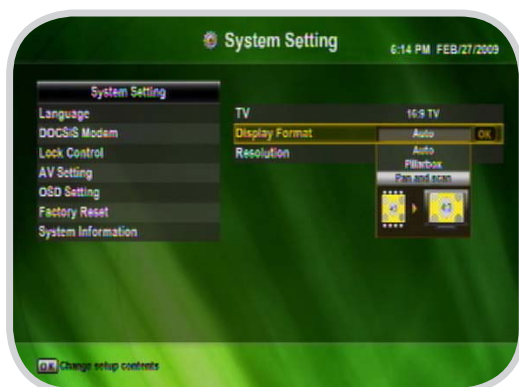 System Setting
6:14 PM FEB/27/2009
System Setting
Language
DOCSIS Modem
Lock Control
AV Setting
OSD Setting
Factory Reset
System Information
TV 16:9 TV
Display Format Auto OK
Resolution
Auto
Pillarbox
Pan and scan
OK Change setup contents